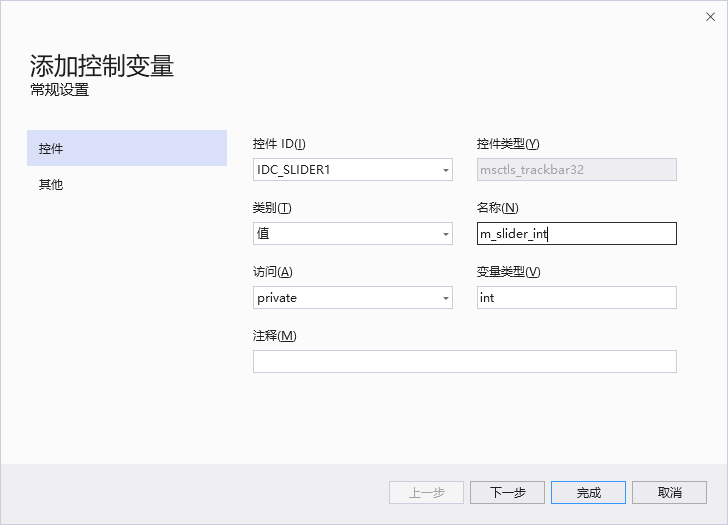 添加控制变量
常规设置
控件
其他
控件 ID(I)
控件类型(Y)
IDC_SLIDER1
msctls_trackbar32
类别(T)
名称(N)
值
m_slider_int
访问(A)
变量类型(V)
private
int
注释(M)
上一步
下一步
完成
取消